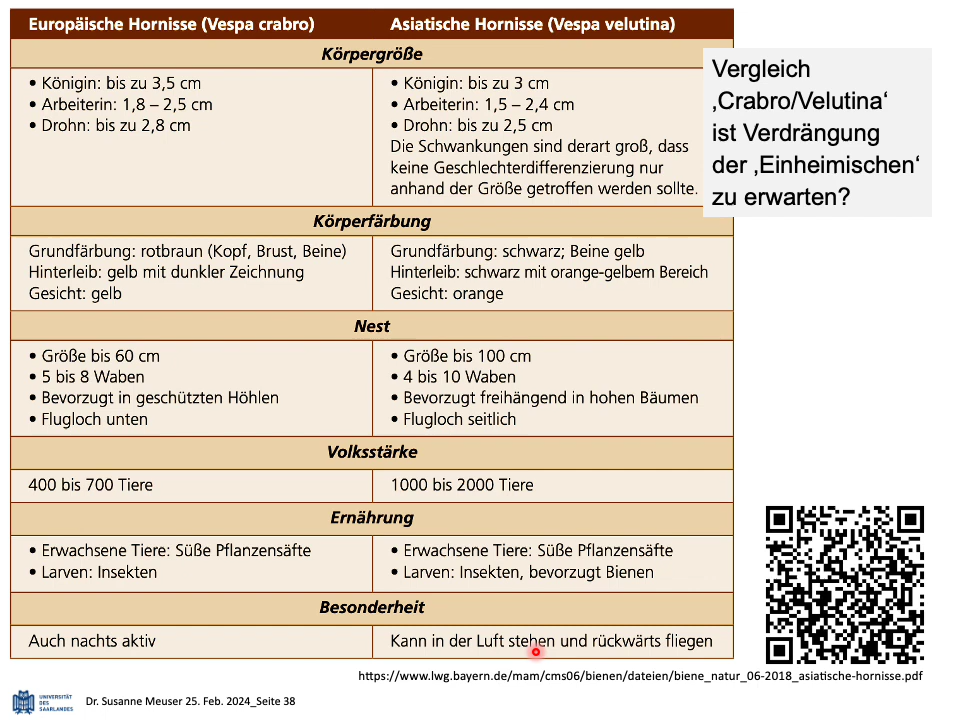 Europäische Hornisse (Vespa crabro)
Asiatische Hornisse (Vespa velutina)
Körpergröße
• Königin: bis zu 3,5 cm
• Arbeiterin: 1,8 – 2,5 cm
• Drohn: bis zu 2,8 cm
• Königin: bis zu 3 cm
• Arbeiterin: 1,5 – 2,4 cm
• Drohn: bis zu 2,5 cm
Die Schwankungen sind derart groß, dass
keine Geschlechterdifferenzierung nur
anhand der Größe getroffen werden sollte.
Körperfärbung
Grundfärbung: rotbraun (Kopf, Brust, Beine)
Hinterleib: gelb mit dunkler Zeichnung
Gesicht: gelb
Grundfärbung: schwarz; Beine gelb
Hinterleib: schwarz mit orange-gelbem Bereich
Gesicht: orange
Nest
• Größe bis 60 cm
• 5 bis 8 Waben
• Bevorzugt in geschützten Höhlen
• Flugloch unten
• Größe bis 100 cm
• 4 bis 10 Waben
• Bevorzugt freihängend in hohen Bäumen
• Flugloch seitlich
Volksstärke
400 bis 700 Tiere
1000 bis 2000 Tiere
Ernährung
• Erwachsene Tiere: Süße Pflanzensäfte
• Larven: Insekten
• Erwachsene Tiere: Süße Pflanzensäfte
• Larven: Insekten, bevorzugt Bienen
Besonderheit
Auch nachts aktiv
Kann in der Luft stehen und rückwärts fliegen
Vergleich
‚Crabro/Velutina‘
ist Verdrängung
der ‚Einheimischen‘
zu erwarten?
https://www.lwg.bayern.de/mam/cms06/bienen/dateien/biene_natur_06-2018_asiatische-hornisse.pdf
UNIVERSITÄT
DES
SAARLANDES
Dr. Susanne Meuser 25. Feb. 2024_Seite 38